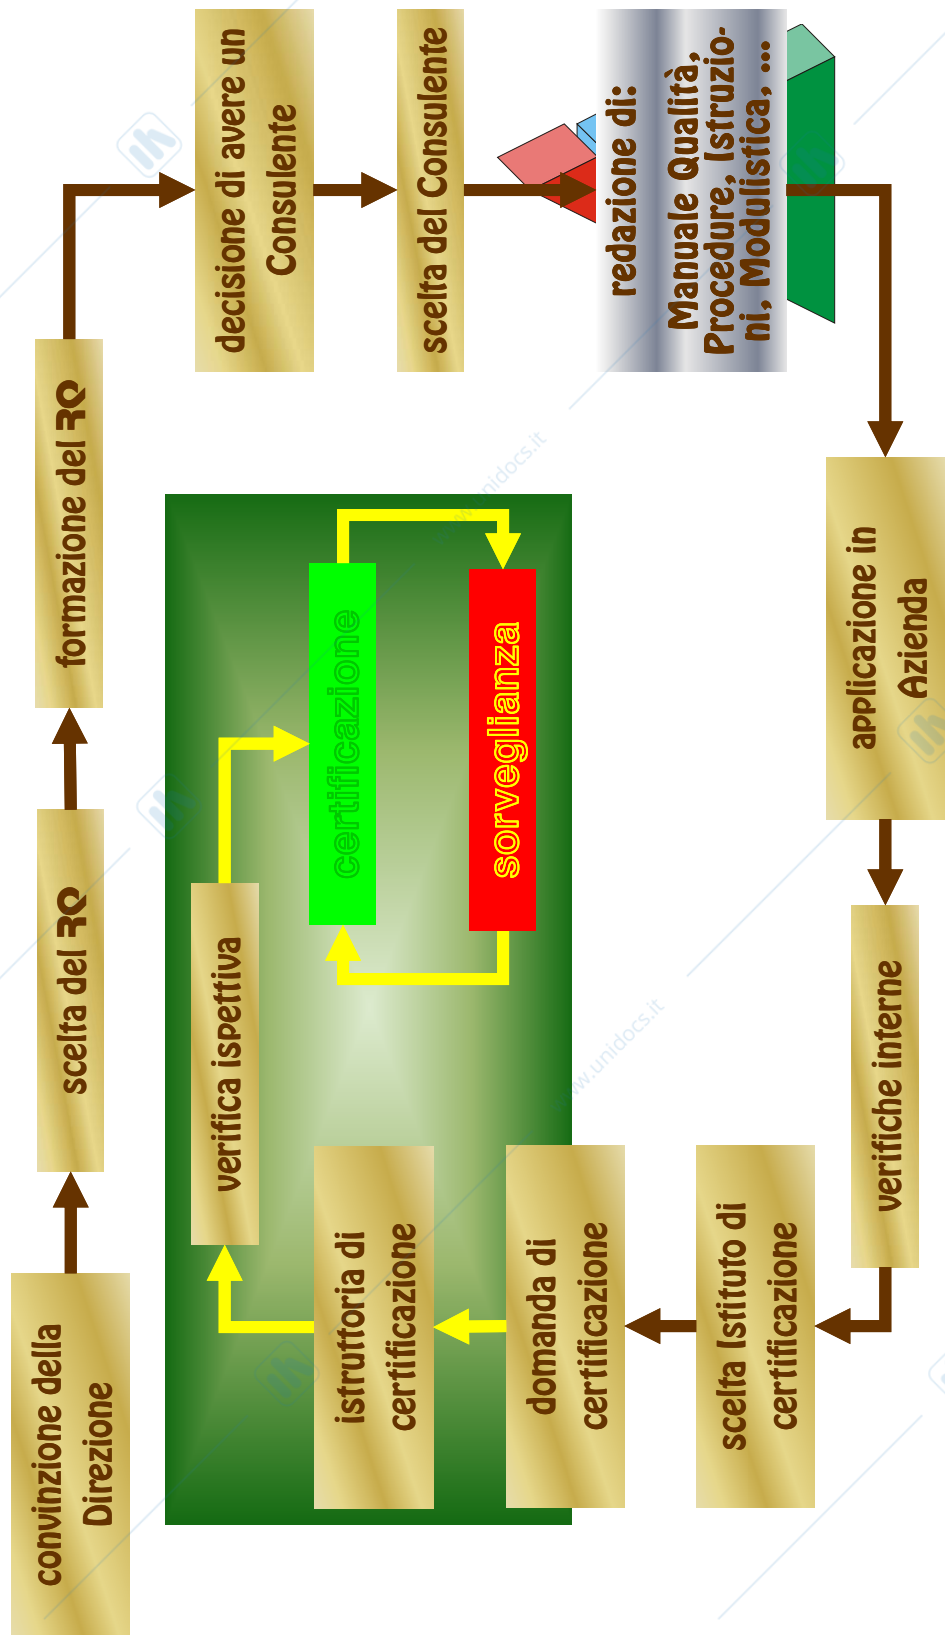 convinzione della
Direzione
scelta del RQ
formazione del RQ
decisione di avere un
Consulente
scelta del Consulente
redazione di:
Manuale Qualità,
Procedure, Istruzio-
ni, Modulistica, ...
applicazione in
Azienda
verifiche interne
scelta Istituto di
certificazione
domanda di
certificazione
istruttoria di
certificazione
verifica ispettiva
certificazione
sorveglianza
www.unidocs.it
www.unidocs.it